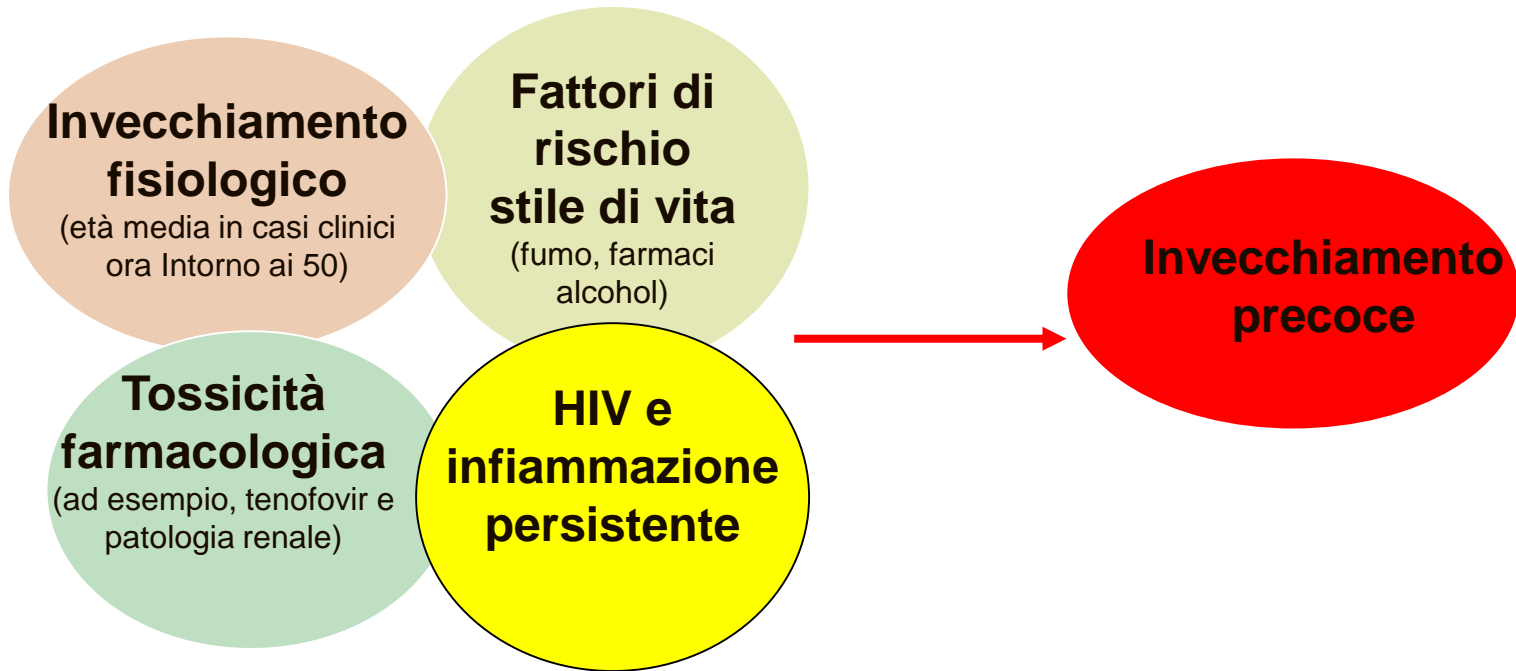 Invecchiamento
fisiologico
(età media in casi clinici
ora Intorno ai 50)
Fattori di
rischio
stile di vita
(fumo, farmaci
alcohol)
Tossicità
farmacologica
(ad esempio, tenofovir e
patologia renale)
HIV e
infiammazione
persistente
Invecchiamento
precoce